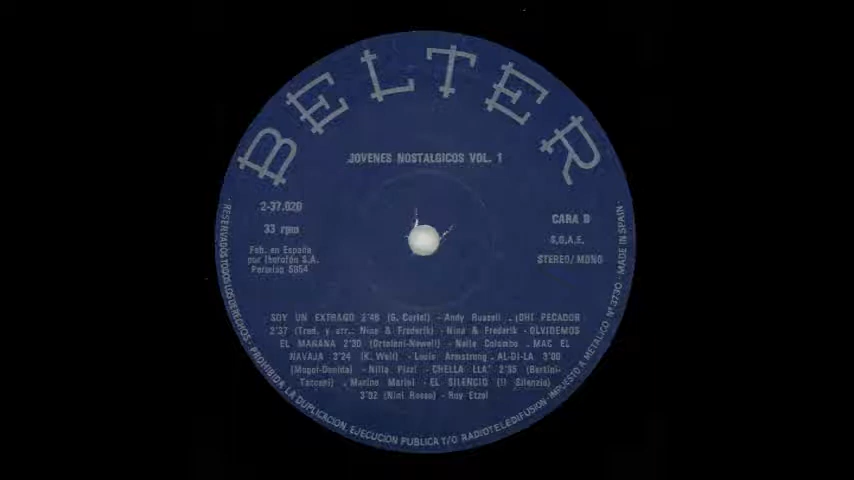 BELTER
JOVENES NOSTALGICOS VOL. 1
2-37.020
33 rpm
Fab. en España
por Iberofón S.A.
Permiso 5854
CARA B
S.G.A.E.
STEREO/MONO
SOY UN EXTRAÑO 2'48 (G. Coriel) - Andy Russell . ¡OH! PECADOR
2'37 (Trad. y arr.: Nina & Frederik) - Nina & Frederik - OLVIDEMOS
EL MAÑANA 2'30 (Ortolani-Newell) - Nella Colombo . MAC EL
NAVAJA 3'24 (K. Weil) - Louis Armstrong . AL-DI-LA 3'00
(Mogol-Donida) - Nilla Pizzi - CHELLA LLA' 2'35 (Bertini-
Taccani) . Marino Marini - EL SILENCIO (Il Silenzio)
3'02 (Nini Rosso) - Roy Etzel
·RESERVADOS TODOS LOS DERECHOS·PROHIBIDA LA DUPLICACION, EJECUCION PUBLICA Y/O RADIOTELEDIFUSION·IMPUESTO A METALICO Nº 3730· MADE IN SPAIN·